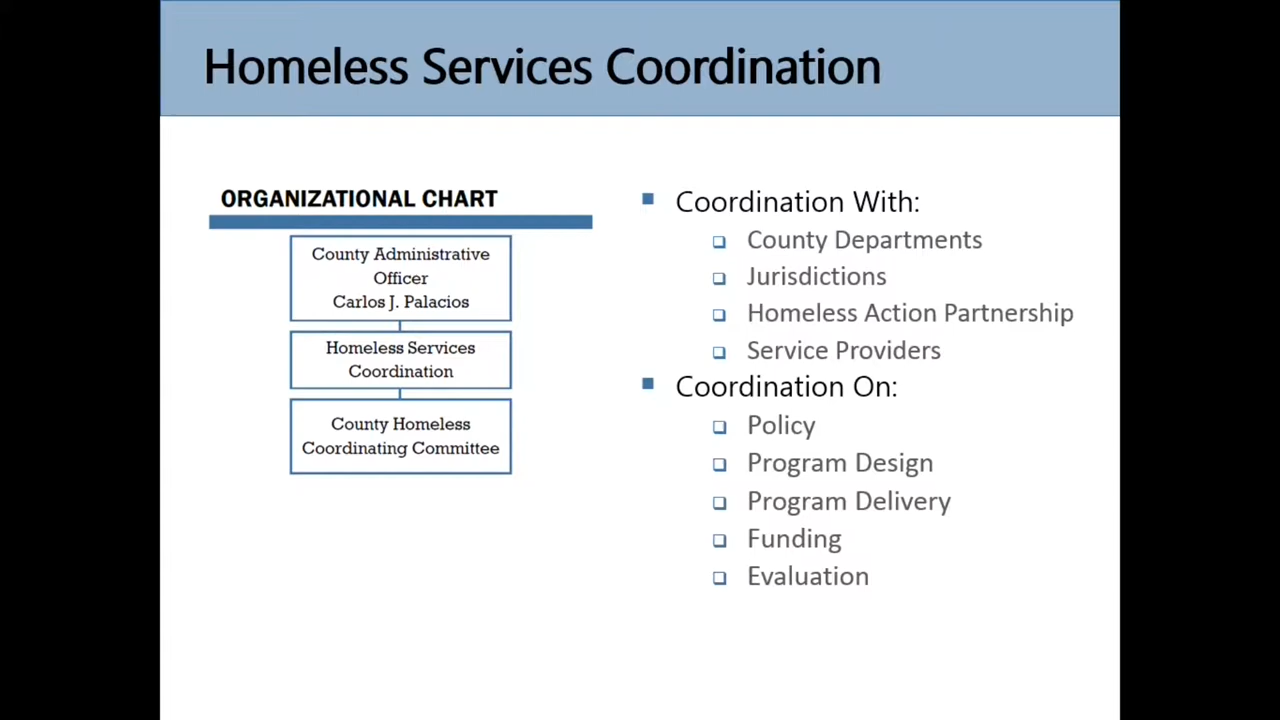 Homeless Services Coordination
ORGANIZATIONAL CHART
County Administrative
Officer
Carlos J. Palacios
Homeless Services
Coordination
County Homeless
Coordinating Committee
Coordination With:
County Departments
Jurisdictions
Homeless Action Partnership
Service Providers
Coordination On:
Policy
Program Design
Program Delivery
Funding
Evaluation